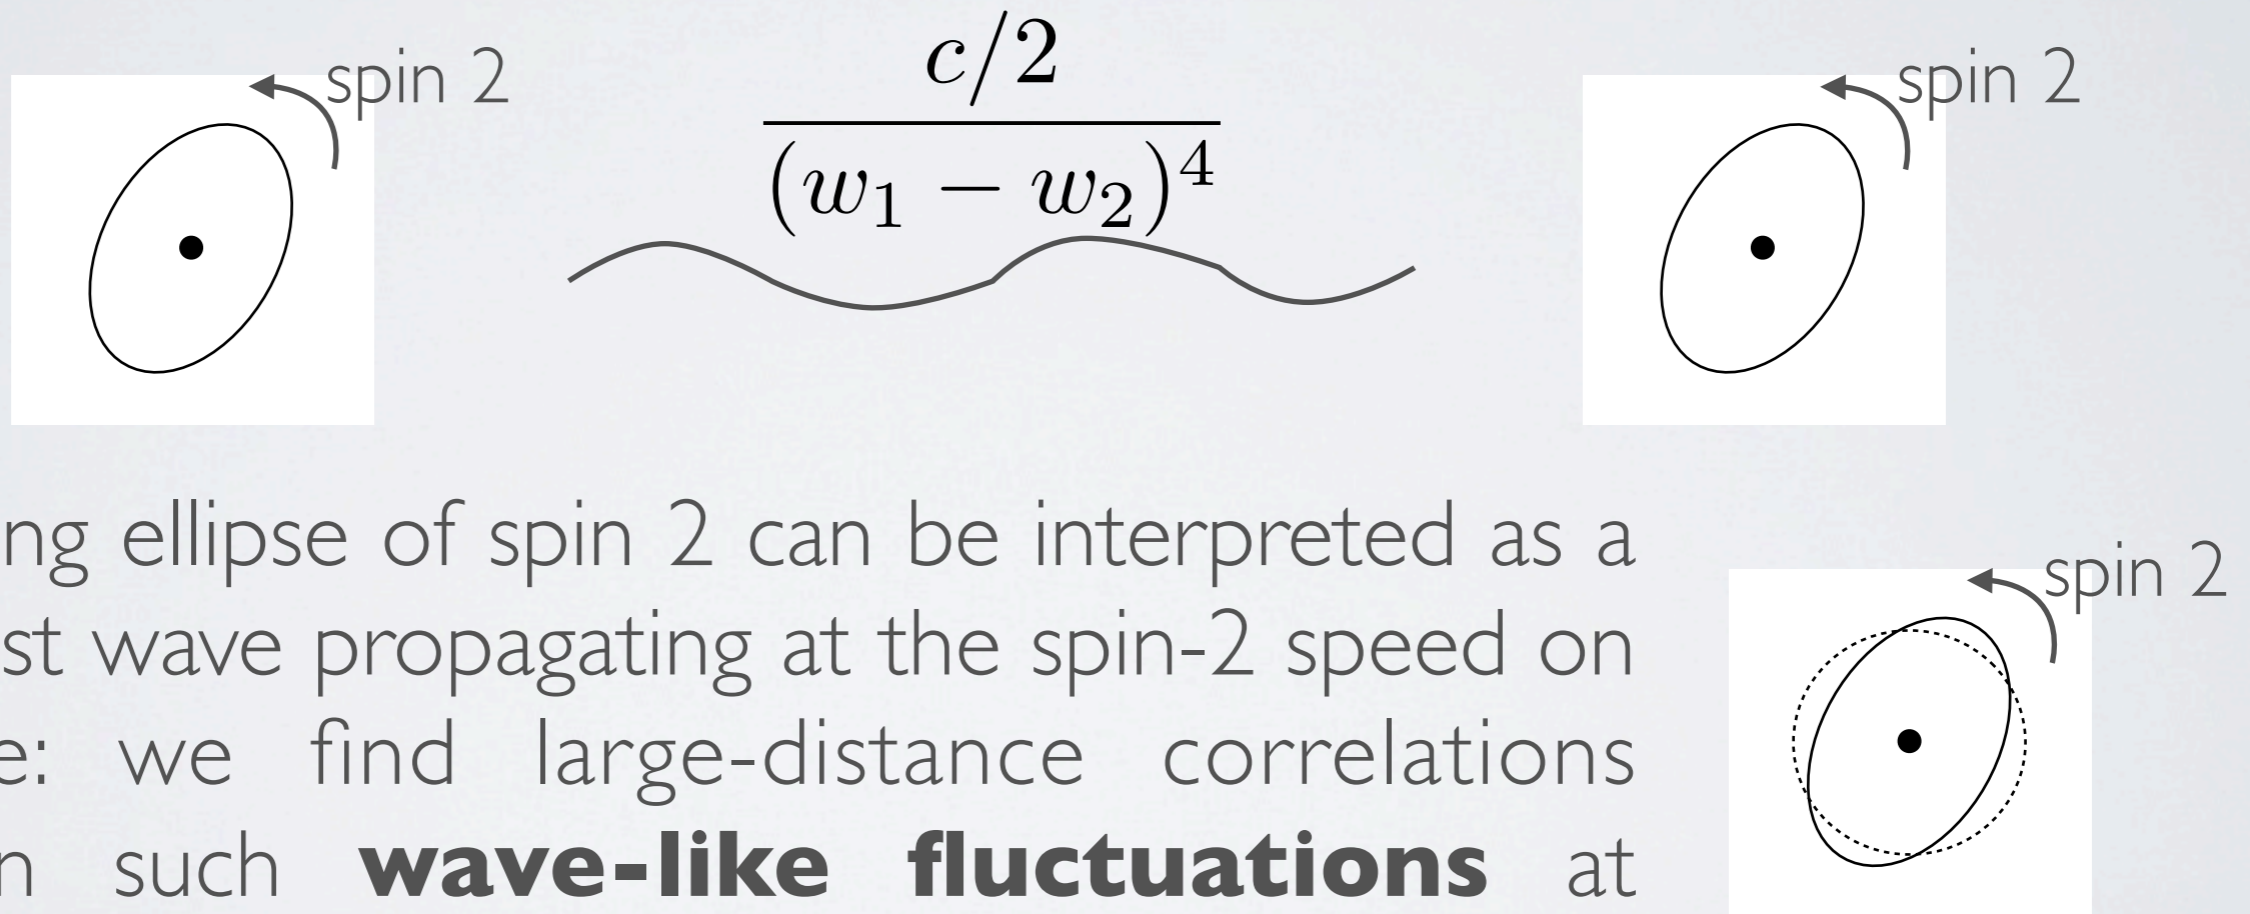 spin 2
c/2
(w₁ − w₂)⁴
spin 2
ng ellipse of spin 2 can be interpreted as a
st wave propagating at the spin-2 speed on
spin 2
e: we find large-distance correlations
n such wave-like fluctuations at